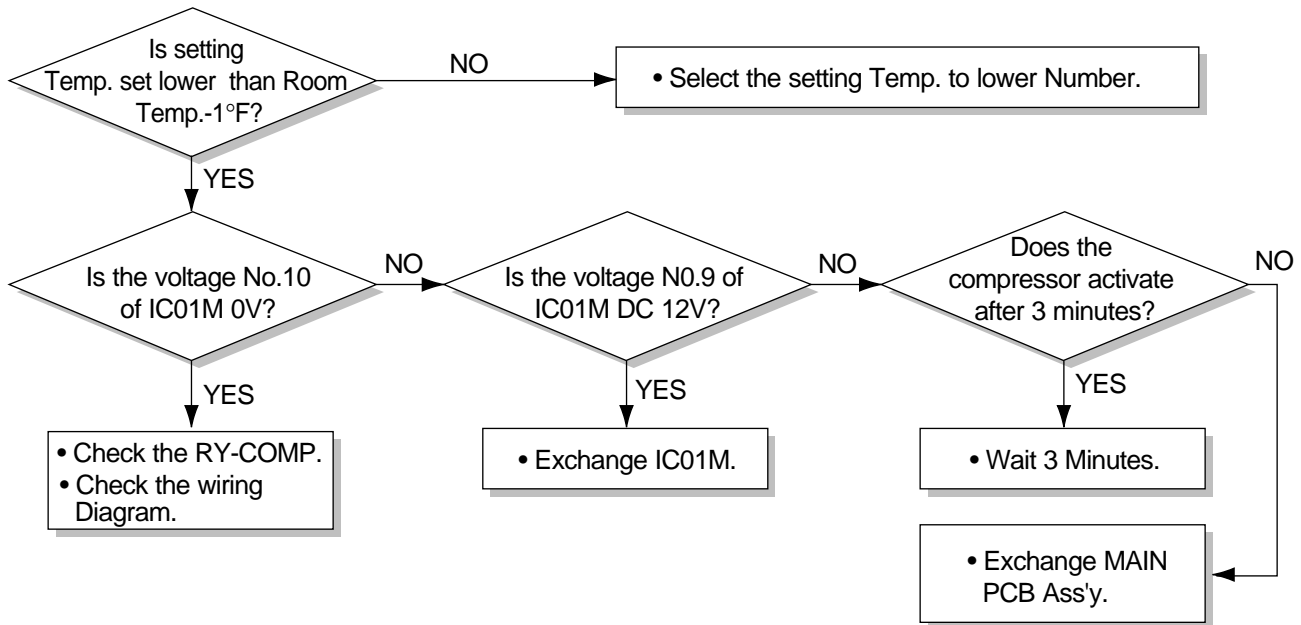 Is setting
Temp. set lower than Room
Temp.-1°F?
NO
• Select the setting Temp. to lower Number.
YES
Is the voltage No.10
of IC01M 0V?
NO
Is the voltage N0.9 of
IC01M DC 12V?
NO
Does the
compressor activate
after 3 minutes?
NO
YES
• Check the RY-COMP.
• Check the wiring
Diagram.
YES
• Exchange IC01M.
YES
• Wait 3 Minutes.
• Exchange MAIN
PCB Ass'y.